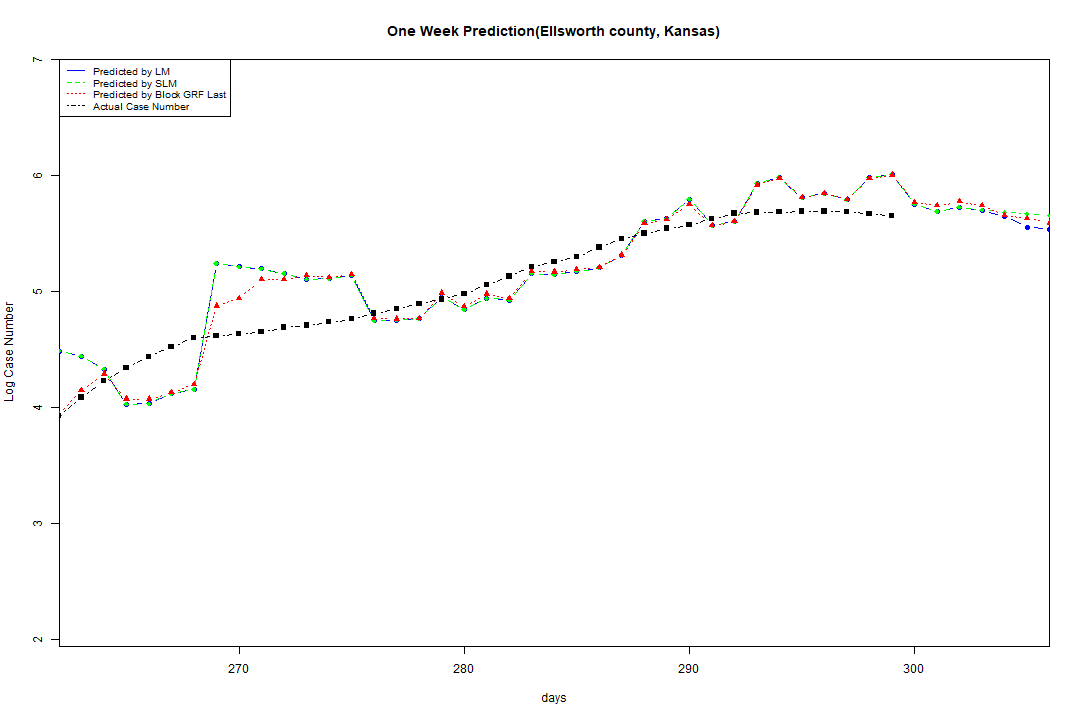 One Week Prediction(Ellsworth county, Kansas)
Predicted by LM
Predicted by SLM
Predicted by Block GRF Last
Actual Case Number
7
6
5
4
3
2
Log Case Number
270 280 290 300
days